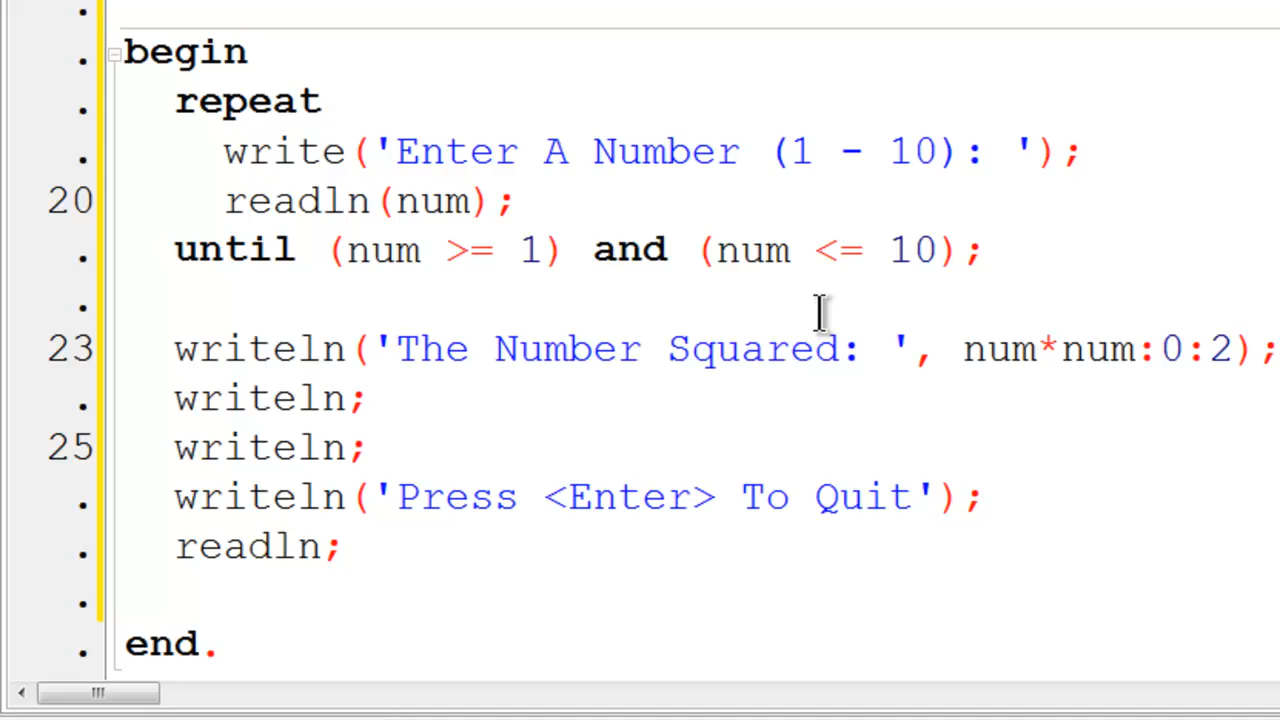 begin
repeat
write('Enter A Number (1 - 10): ');
20 readln(num);
until (num >= 1) and (num <= 10);
23 writeln('The Number Squared: ', num*num:0:2);
writeln;
25 writeln;
writeln('Press <Enter> To Quit');
readln;
end.